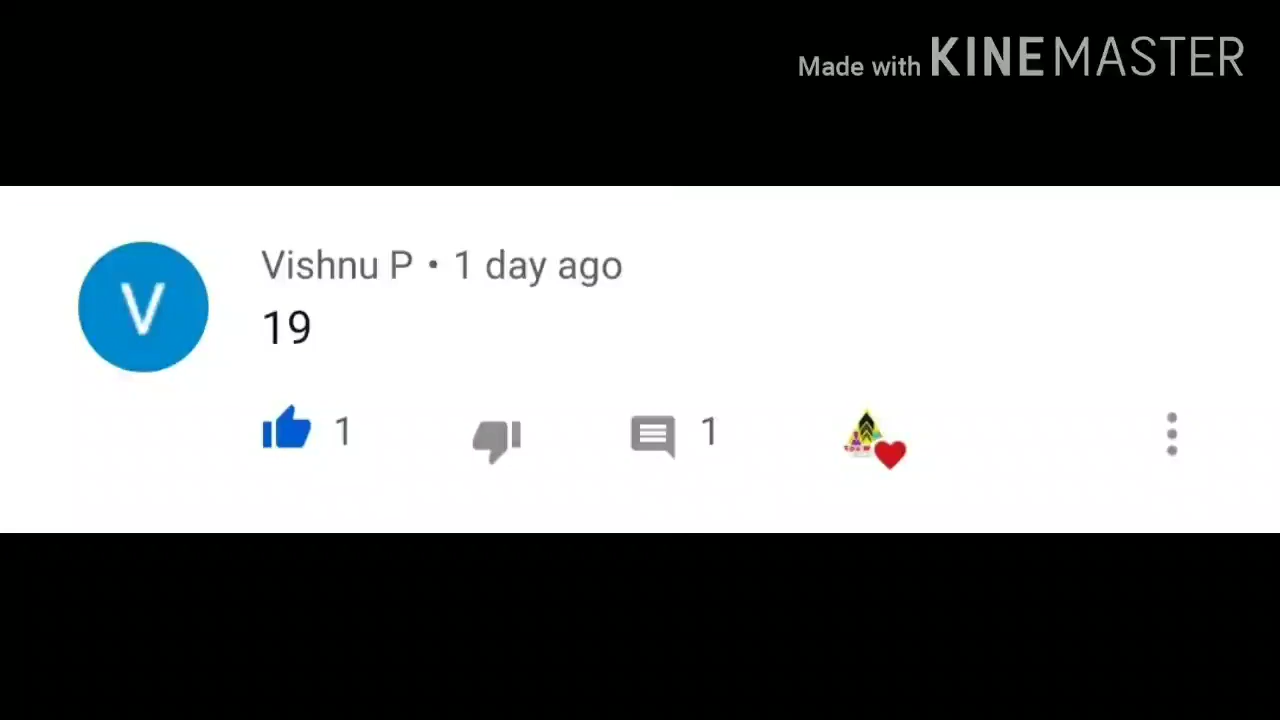 Made with KINEMASTER
V
Vishnu P • 1 day ago
19
1
1